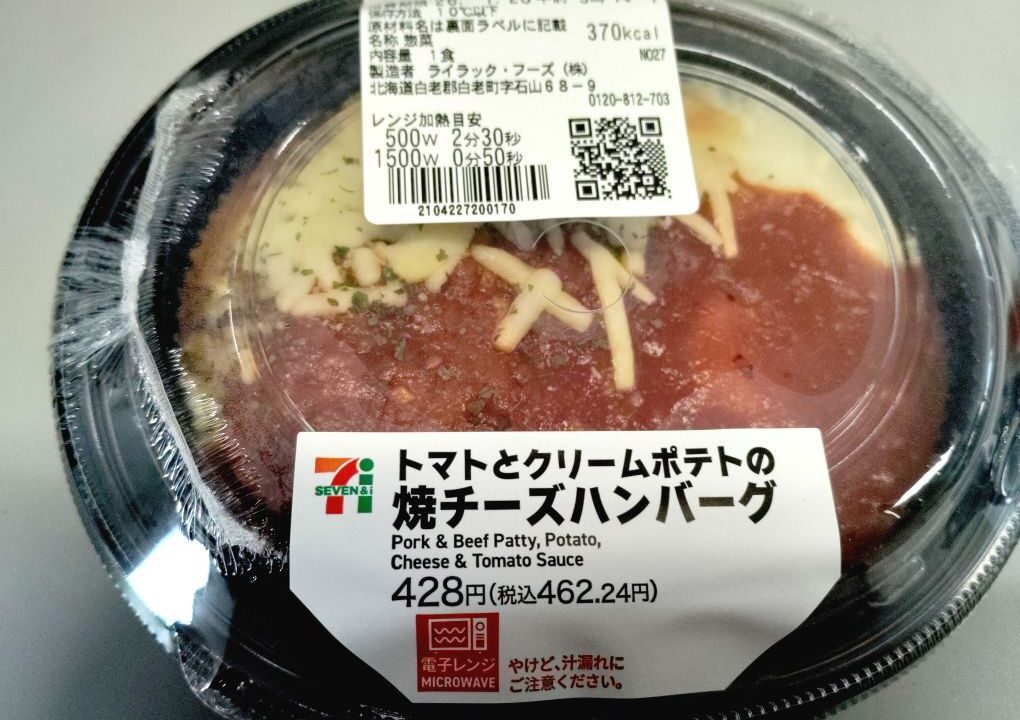 保存方法 10℃以下
原材料名は裏面ラベルに記載
370kcal
名称 惣菜
内容量 1食
NO27
製造者 ライラック・フーズ(株)
北海道白老郡白老町字石山68-9
0120-812-703
レンジ加熱目安
500W 2分30秒
1500W 0分50秒
2104227200170
SEVEN&i
トマトとクリームポテトの
焼チーズハンバーグ
Pork & Beef Patty, Potato,
Cheese & Tomato Sauce
428円(税込462.24円)
電子レンジ
MICROWAVE
やけど、汁漏れに
ご注意ください。